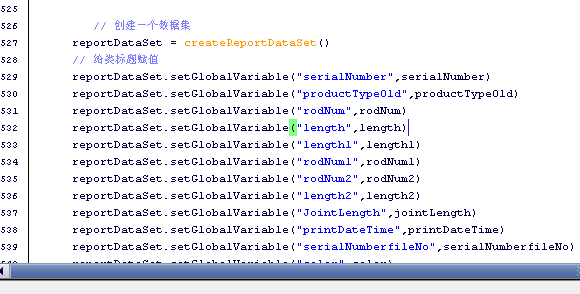 525
526 // 创建一个数据集
527 reportDataSet = createReportDataSet()
528 // 给类标题赋值
529 reportDataSet.setGlobalVariable("serialNumber",serialNumber)
530 reportDataSet.setGlobalVariable("productTypeOld",productTypeOld)
531 reportDataSet.setGlobalVariable("rodNum",rodNum)
532 reportDataSet.setGlobalVariable("length",length)
533 reportDataSet.setGlobalVariable("length1",length1)
534 reportDataSet.setGlobalVariable("rodNum1",rodNum1)
535 reportDataSet.setGlobalVariable("rodNum2",rodNum2)
536 reportDataSet.setGlobalVariable("length2",length2)
537 reportDataSet.setGlobalVariable("JointLength",jointLength)
538 reportDataSet.setGlobalVariable("printDateTime",printDateTime)
539 reportDataSet.setGlobalVariable("serialNumberfileNo",serialNumberfileNo)